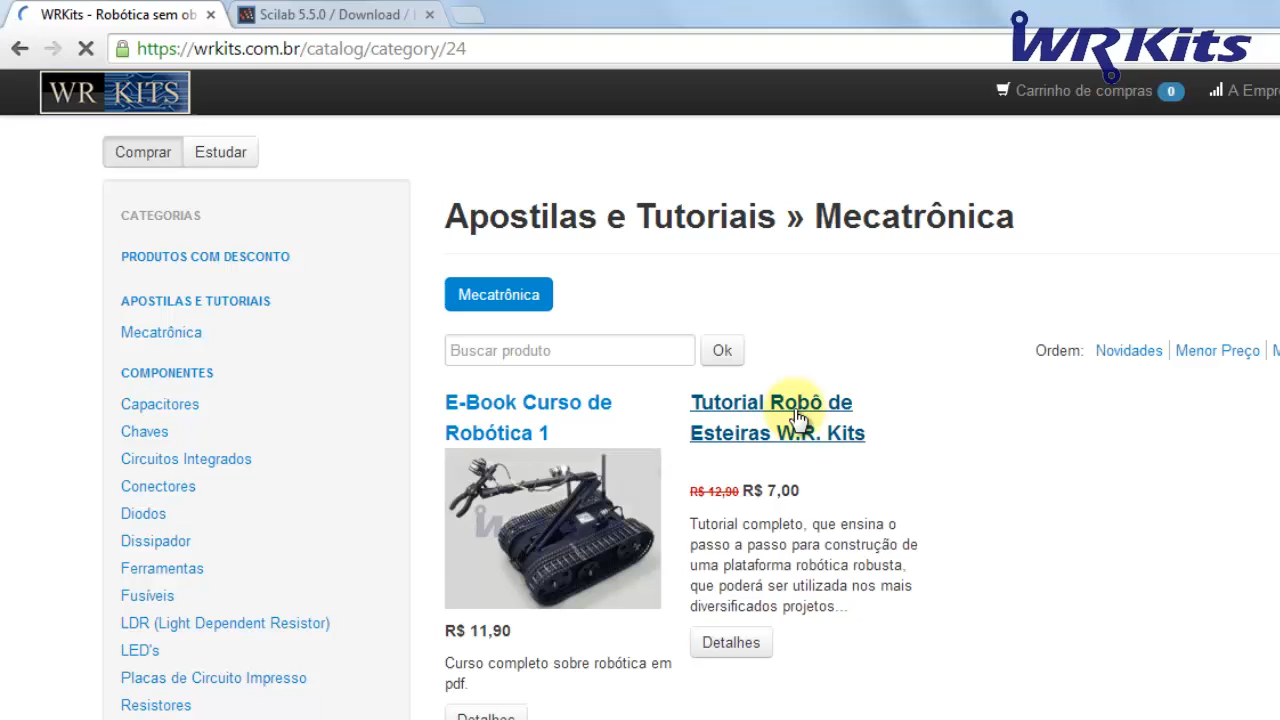 WRKits - Robótica sem ob
Scilab 5.5.0 / Download /
https://wrkits.com.br/catalog/category/24
WR Kits
WR KITS
Carrinho de compras 0
A Empr
Comprar
Estudar
CATEGORIAS
PRODUTOS COM DESCONTO
APOSTILAS E TUTORIAIS
Mecatrônica
COMPONENTES
Capacitores
Chaves
Circuitos Integrados
Conectores
Diodos
Dissipador
Ferramentas
Fusíveis
LDR (Light Dependent Resistor)
LED's
Placas de Circuito Impresso
Resistores
Apostilas e Tutoriais » Mecatrônica
Mecatrônica
Buscar produto
Ok
Ordem: Novidades Menor Preço M
E-Book Curso de
Robótica 1
R$ 11,90
Curso completo sobre robótica em
pdf.
Detalhes
Tutorial Robô de
Esteiras W.R. Kits
R$ 12,90 R$ 7,00
Tutorial completo, que ensina o
passo a passo para construção de
uma plataforma robótica robusta,
que poderá ser utilizada nos mais
diversificados projetos...
Detalhes